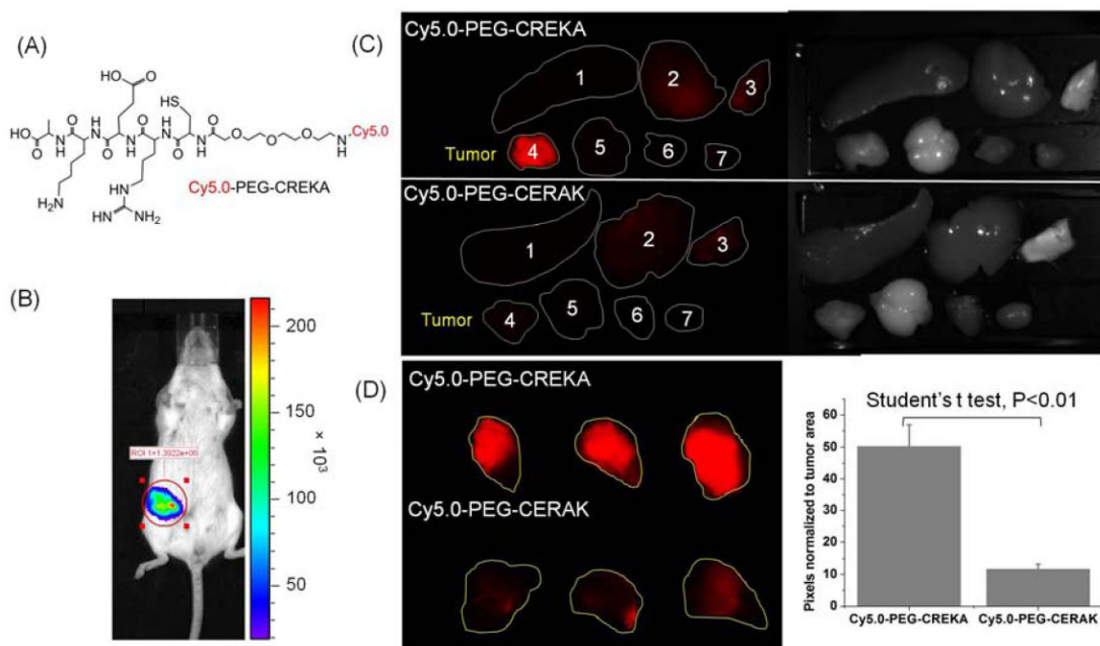 (A)
HO
O
HO
O
HS
O
H
N
N
H
O
O
H
N
N
H
O
O
H
N
O
O
O
O
N
H
Cy5.0
H2N
HN
NH
NH2
Cy5.0-PEG-CREKA
(B)
ROI 1=1.3922e+06
200
150
100
50
× 10³
(C)
Cy5.0-PEG-CREKA
1
2
3
Tumor
4
5
6
7
Cy5.0-PEG-CERAK
1
2
3
Tumor
4
5
6
7
(D)
Cy5.0-PEG-CREKA
Cy5.0-PEG-CERAK
Student's t test, P<0.01
Pixels normalized to tumor area
60
50
40
30
20
10
0
Cy5.0-PEG-CREKA Cy5.0-PEG-CERAK